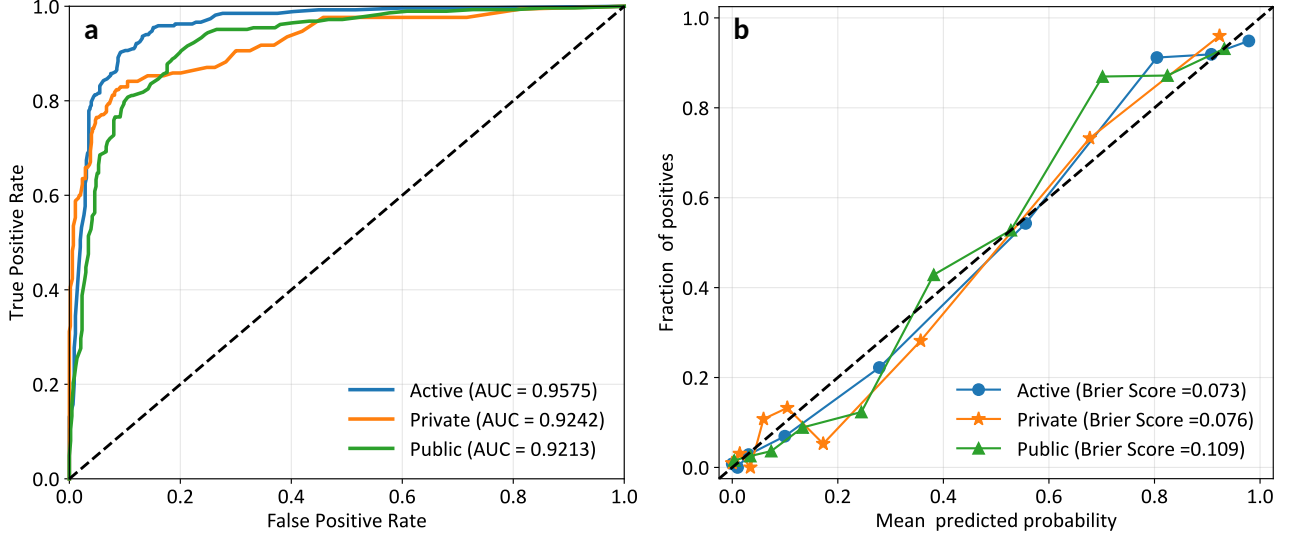 a
True Positive Rate
1.0
0.8
0.6
0.4
0.2
0.0
Active (AUC = 0.9575)
Private (AUC = 0.9242)
Public (AUC = 0.9213)
0.0 0.2 0.4 0.6 0.8 1.0
False Positive Rate
b
Fraction of positives
1.0
0.8
0.6
0.4
0.2
0.0
Active (Brier Score =0.073)
Private (Brier Score =0.076)
Public (Brier Score =0.109)
0.0 0.2 0.4 0.6 0.8 1.0
Mean predicted probability